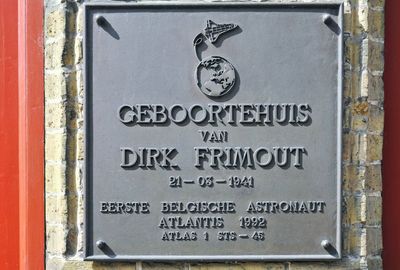 GEBOORTEHUIS
VAN
DIRK FRIMOUT
21-03-1941
EERSTE BELGISCHE ASTRONAUT
ATLANTIS 1992
ATLAS 1 STS-45